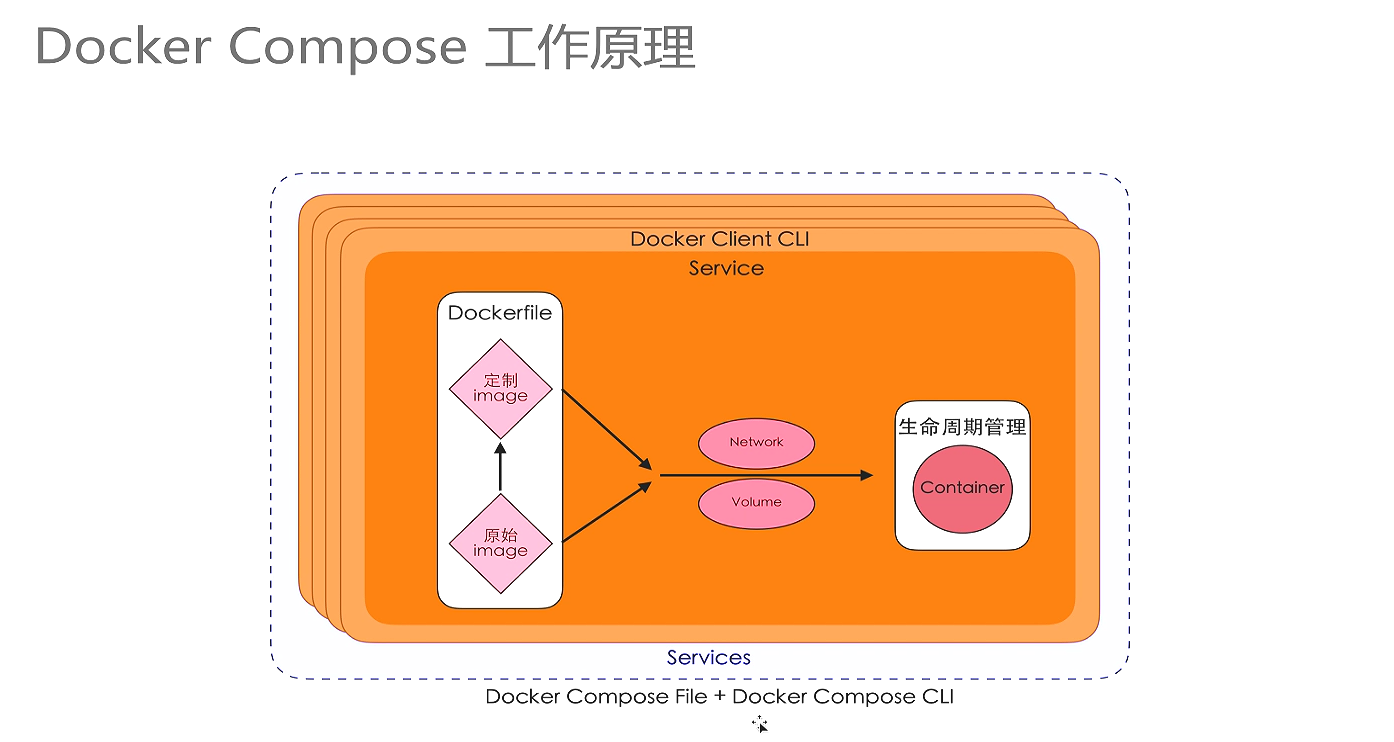 Docker Compose 工作原理
Docker Client CLI
Service
Dockerfile
定制
image
原始
image
Network
Volume
生命周期管理
Container
Services
Docker Compose File + Docker Compose CLI